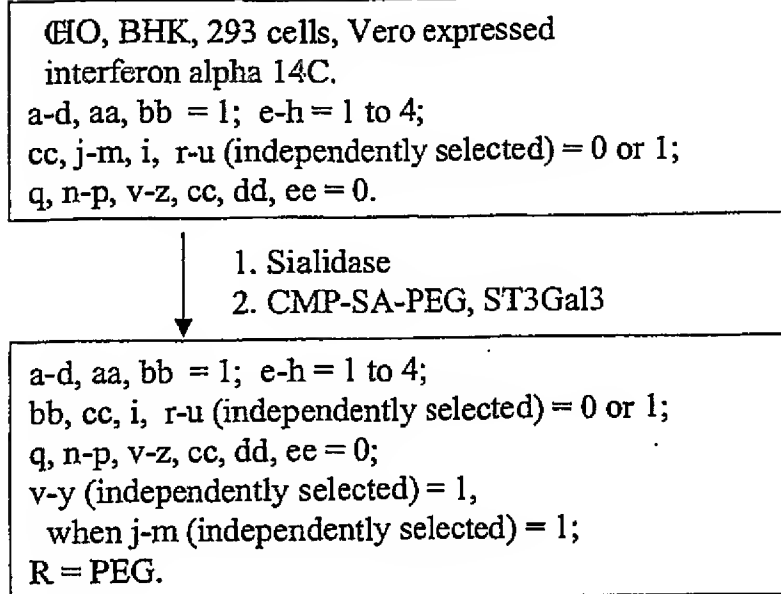 CHO, BHK, 293 cells, Vero expressed
interferon alpha 14C.
a-d, aa, bb = 1; e-h = 1 to 4;
cc, j-m, i, r-u (independently selected) = 0 or 1;
q, n-p, v-z, cc, dd, ee = 0.
1. Sialidase
2. CMP-SA-PEG, ST3Gal3
a-d, aa, bb = 1; e-h = 1 to 4;
bb, cc, i, r-u (independently selected) = 0 or 1;
q, n-p, v-z, cc, dd, ee = 0;
v-y (independently selected) = 1,
when j-m (independently selected) = 1;
R = PEG.